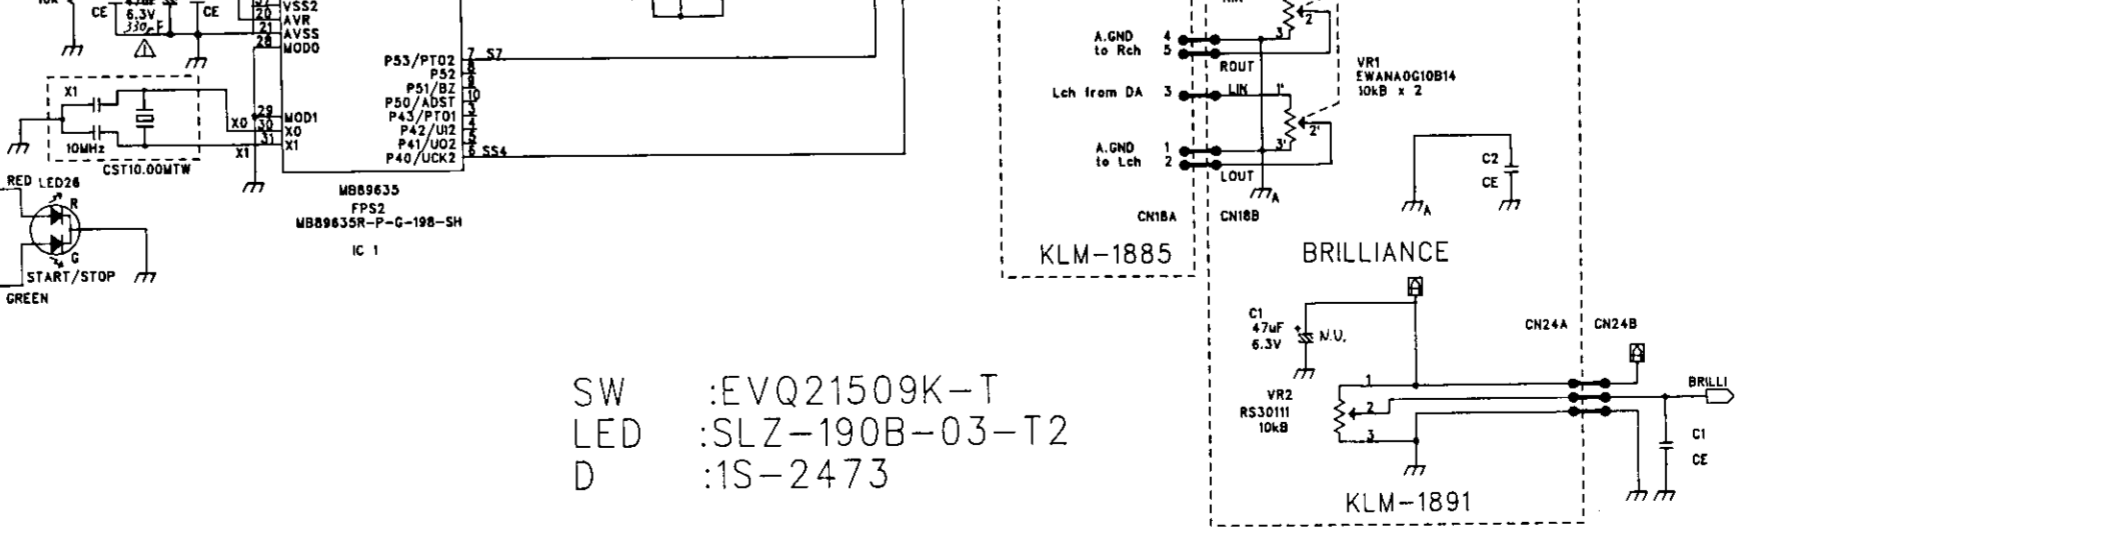 CE
6.3V
330
CE
VSS2
20 AVR
21 AVSS
28 MOD0
P53/PTO2 7 S7
P52 8
P51/BZ 9
P50/ADST 10
P43/PTO1 3
P42/UI2 4
P41/UO2 5
P40/UCK2 6 SS4
29 MOD1
X0 30 X0
X1 31 X1
X1
10MHz
CST10.00MTW
RED LED26
R
G
START/STOP
GREEN
MB89635
FPS2
MB89635R-P-G-198-SH
IC 1
SW :EVQ21509K-T
LED :SLZ-190B-03-T2
D :1S-2473
A.GND 4
to Rch 5
Lch from DA 3
A.GND 1
to Lch 2
CN18A
KLM-1885
2
3
ROUT
LIN 1'
2'
3'
LOUT
A
CN18B
VR1
EWANA0G10B14
10kB x 2
C2
CE
A
BRILLIANCE
C1
47uF
6.3V
N.U.
VR2
RS30111
10kB
1
2
3
CN24A CN24B
BRILLI
C1
CE
KLM-1891